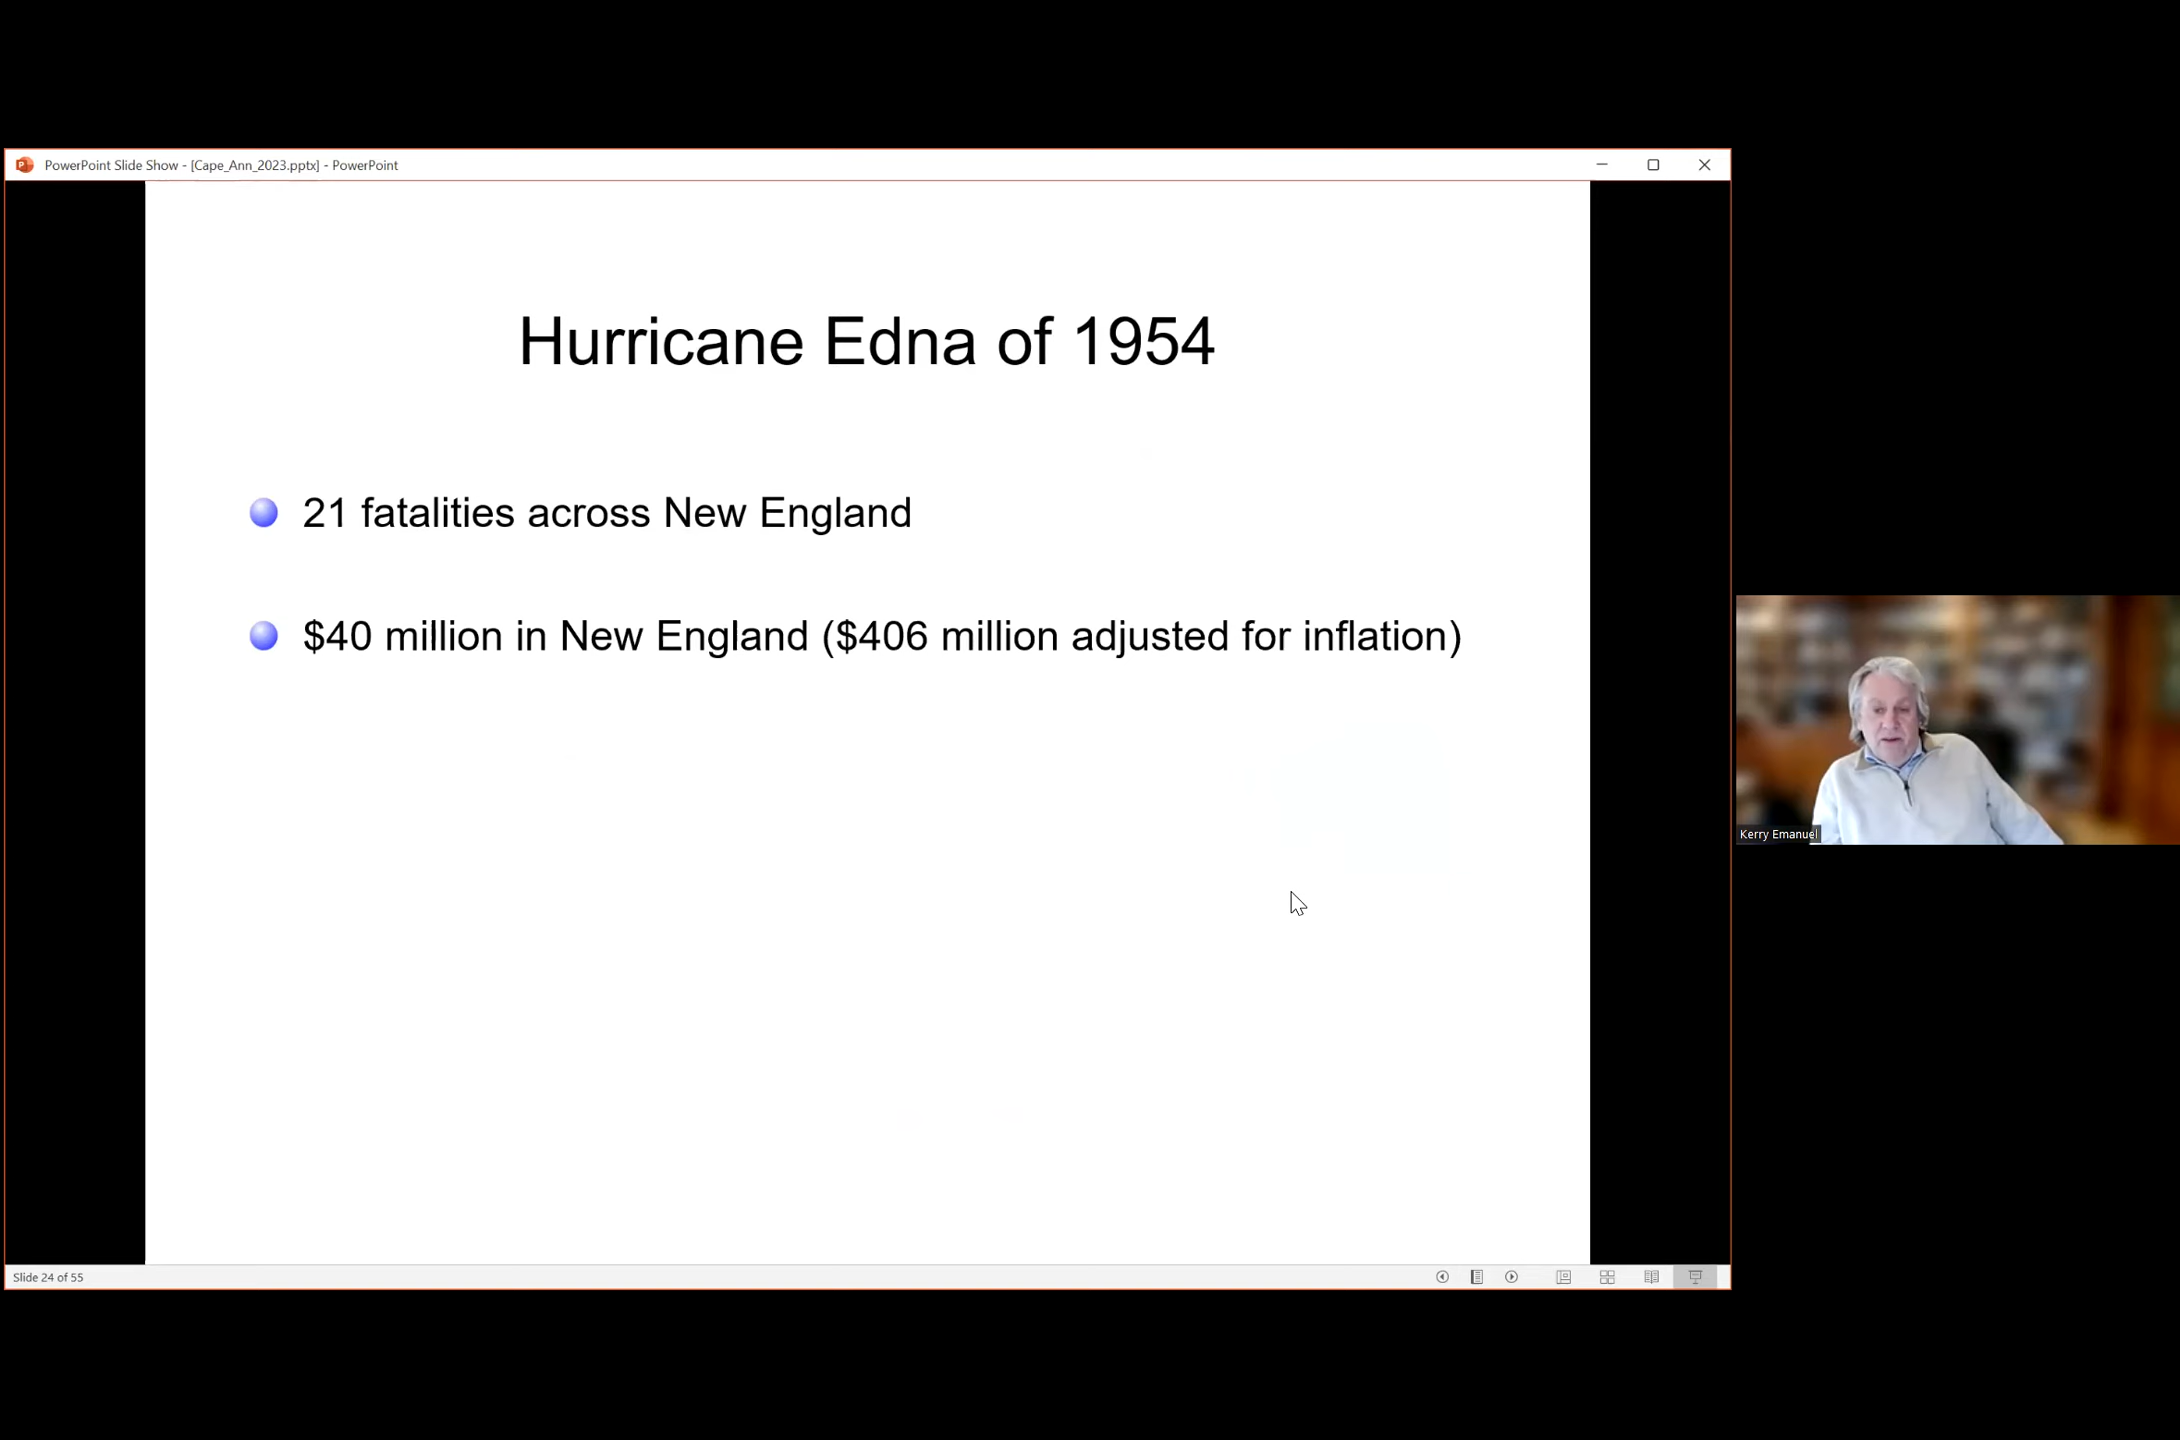 PowerPoint Slide Show - [Cape_Ann_2023.pptx] - PowerPoint
Hurricane Edna of 1954
21 fatalities across New England
$40 million in New England ($406 million adjusted for inflation)
Kerry Emanuel
Slide 24 of 55